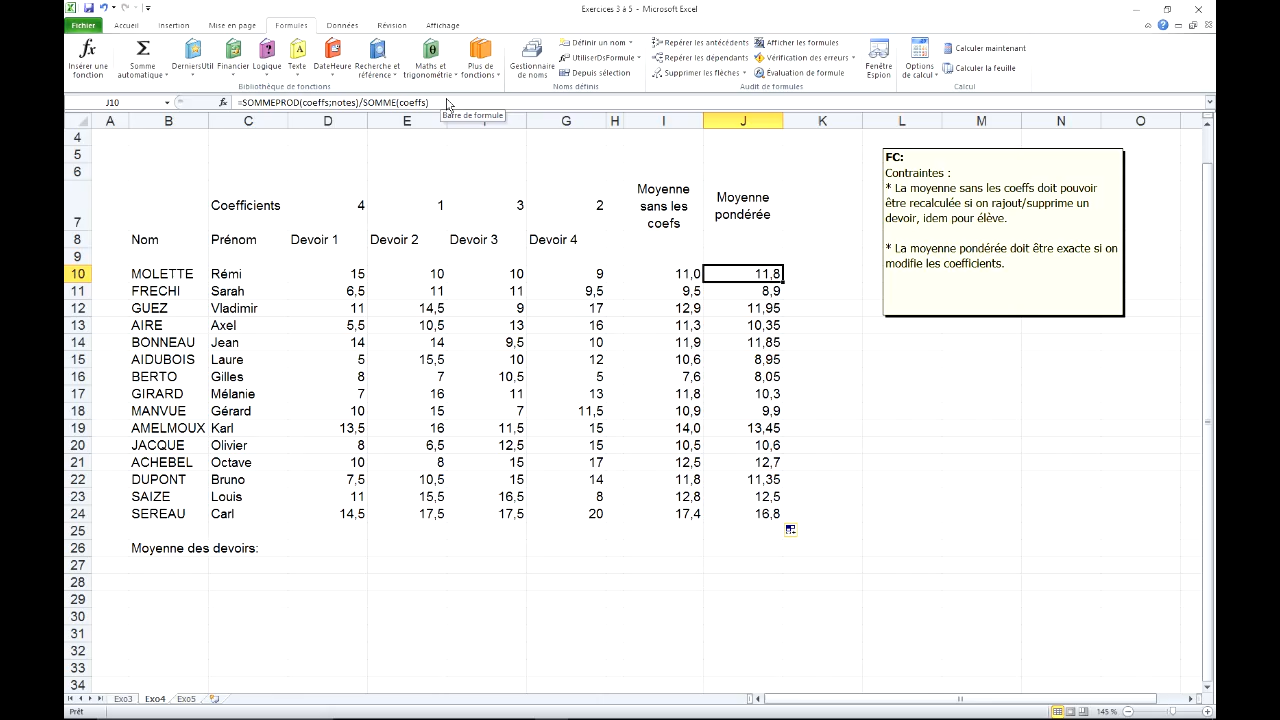 Exercices 3 à 5 - Microsoft Excel
Fichier Accueil Insertion Mise en page Formules Données Révision Affichage
Insérer une fonction
Somme automatique
DerniersUtil
Financier
Logique
Texte
DateHeure
Recherche et référence
Maths et trigonométrie
Plus de fonctions
Bibliothèque de fonctions
Gestionnaire de noms
Définir un nom
UtiliserDsFormule
Depuis sélection
Noms définis
Repérer les antécédents
Repérer les dépendants
Supprimer les flèches
Afficher les formules
Vérification des erreurs
Évaluation de formule
Audit de formules
Fenêtre Espion
Options de calcul
Calculer maintenant
Calculer la feuille
Calcul
J10 fx =SOMMEPROD(coeffs;notes)/SOMME(coeffs)
Barre de formule
A B C D E F G H I J K L M N O
4
5
6
7 Coefficients 4 1 3 2 Moyenne sans les coefs Moyenne pondérée
8 Nom Prénom Devoir 1 Devoir 2 Devoir 3 Devoir 4
9
10 MOLETTE Rémi 15 10 10 9 11,0 11,8
11 FRECHI Sarah 6,5 11 11 9,5 9,5 8,9
12 GUEZ Vladimir 11 14,5 9 17 12,9 11,95
13 AIRE Axel 5,5 10,5 13 16 11,3 10,35
14 BONNEAU Jean 14 14 9,5 10 11,9 11,85
15 AIDUBOIS Laure 5 15,5 10 12 10,6 8,95
16 BERTO Gilles 8 7 10,5 5 7,6 8,05
17 GIRARD Mélanie 7 16 11 13 11,8 10,3
18 MANVUE Gérard 10 15 7 11,5 10,9 9,9
19 AMELMOUX Karl 13,5 16 11,5 15 14,0 13,45
20 JACQUE Olivier 8 6,5 12,5 15 10,5 10,6
21 ACHEBEL Octave 10 8 15 17 12,5 12,7
22 DUPONT Bruno 7,5 10,5 15 14 11,8 11,35
23 SAIZE Louis 11 15,5 16,5 8 12,8 12,5
24 SEREAU Carl 14,5 17,5 17,5 20 17,4 16,8
25
26 Moyenne des devoirs:
27
28
29
30
31
32
33
34
FC:
Contraintes :
* La moyenne sans les coeffs doit pouvoir
être recalculée si on rajout/supprime un
devoir, idem pour élève.
* La moyenne pondérée doit être exacte si on
modifie les coefficients.
Exo3 Exo4 Exo5
Prêt 145 %